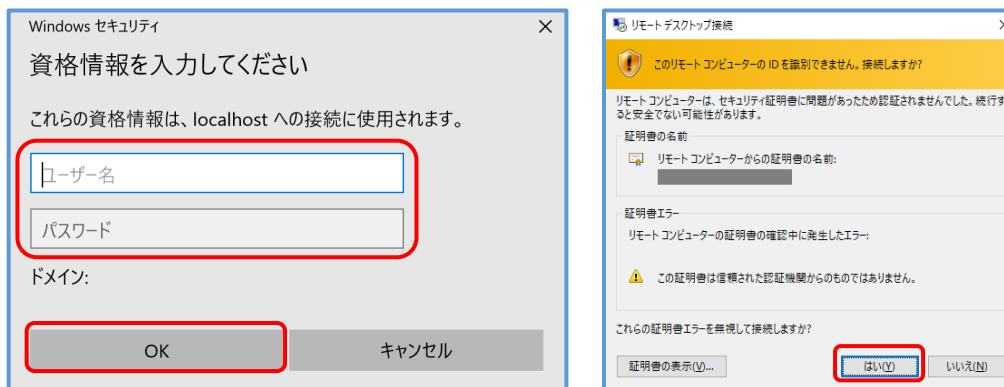 Windows セキュリティ
資格情報を入力してください
これらの資格情報は、localhost への接続に使用されます。
ユーザー名
パスワード
ドメイン:
OK
キャンセル
リモート デスクトップ接続
このリモート コンピューターの ID を識別できません。接続しますか?
リモート コンピューターは、セキュリティ証明書に問題があったため認証されませんでした。続行す
ると安全でない可能性があります。
証明書の名前
リモート コンピューターからの証明書の名前:
証明書エラー
リモート コンピューターの証明書の確認中に発生したエラー:
この証明書は信頼された認証機関からのものではありません。
これらの証明書エラーを無視して接続しますか?
証明書の表示(V)...
はい(Y)
いいえ(N)